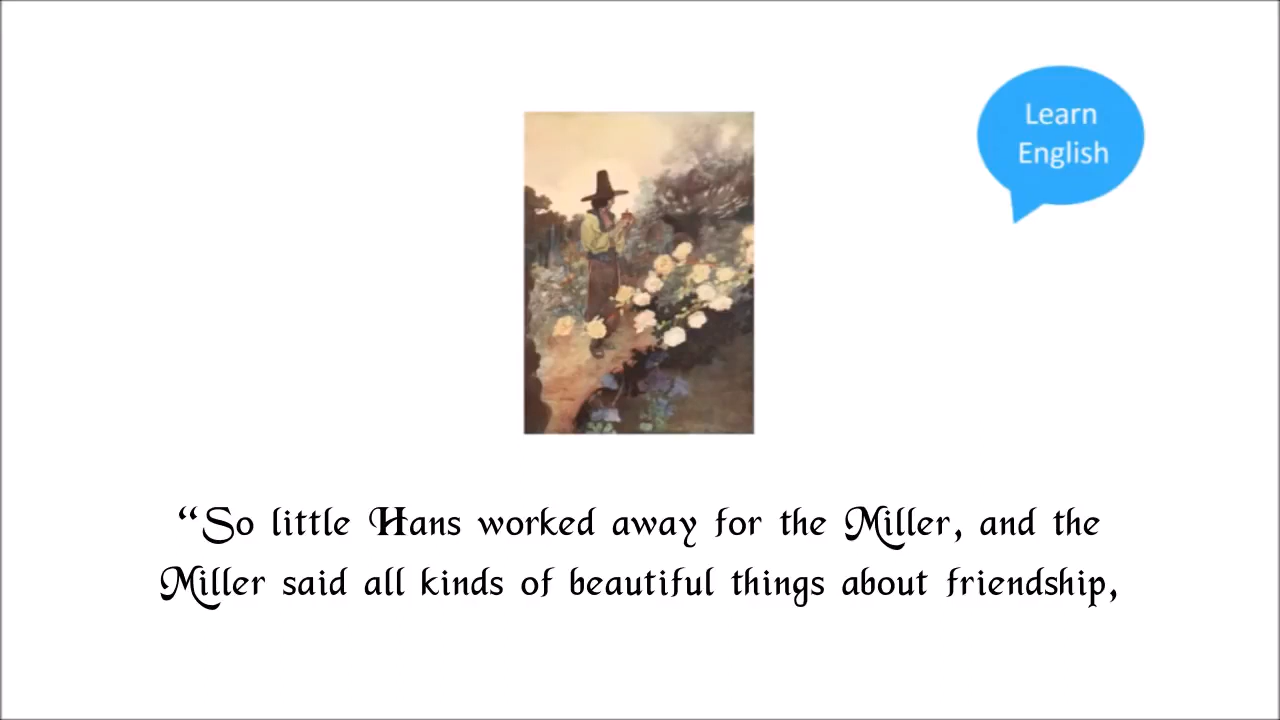 Learn
English
“So little Hans worked away for the Miller, and the
Miller said all kinds of beautiful things about friendship,